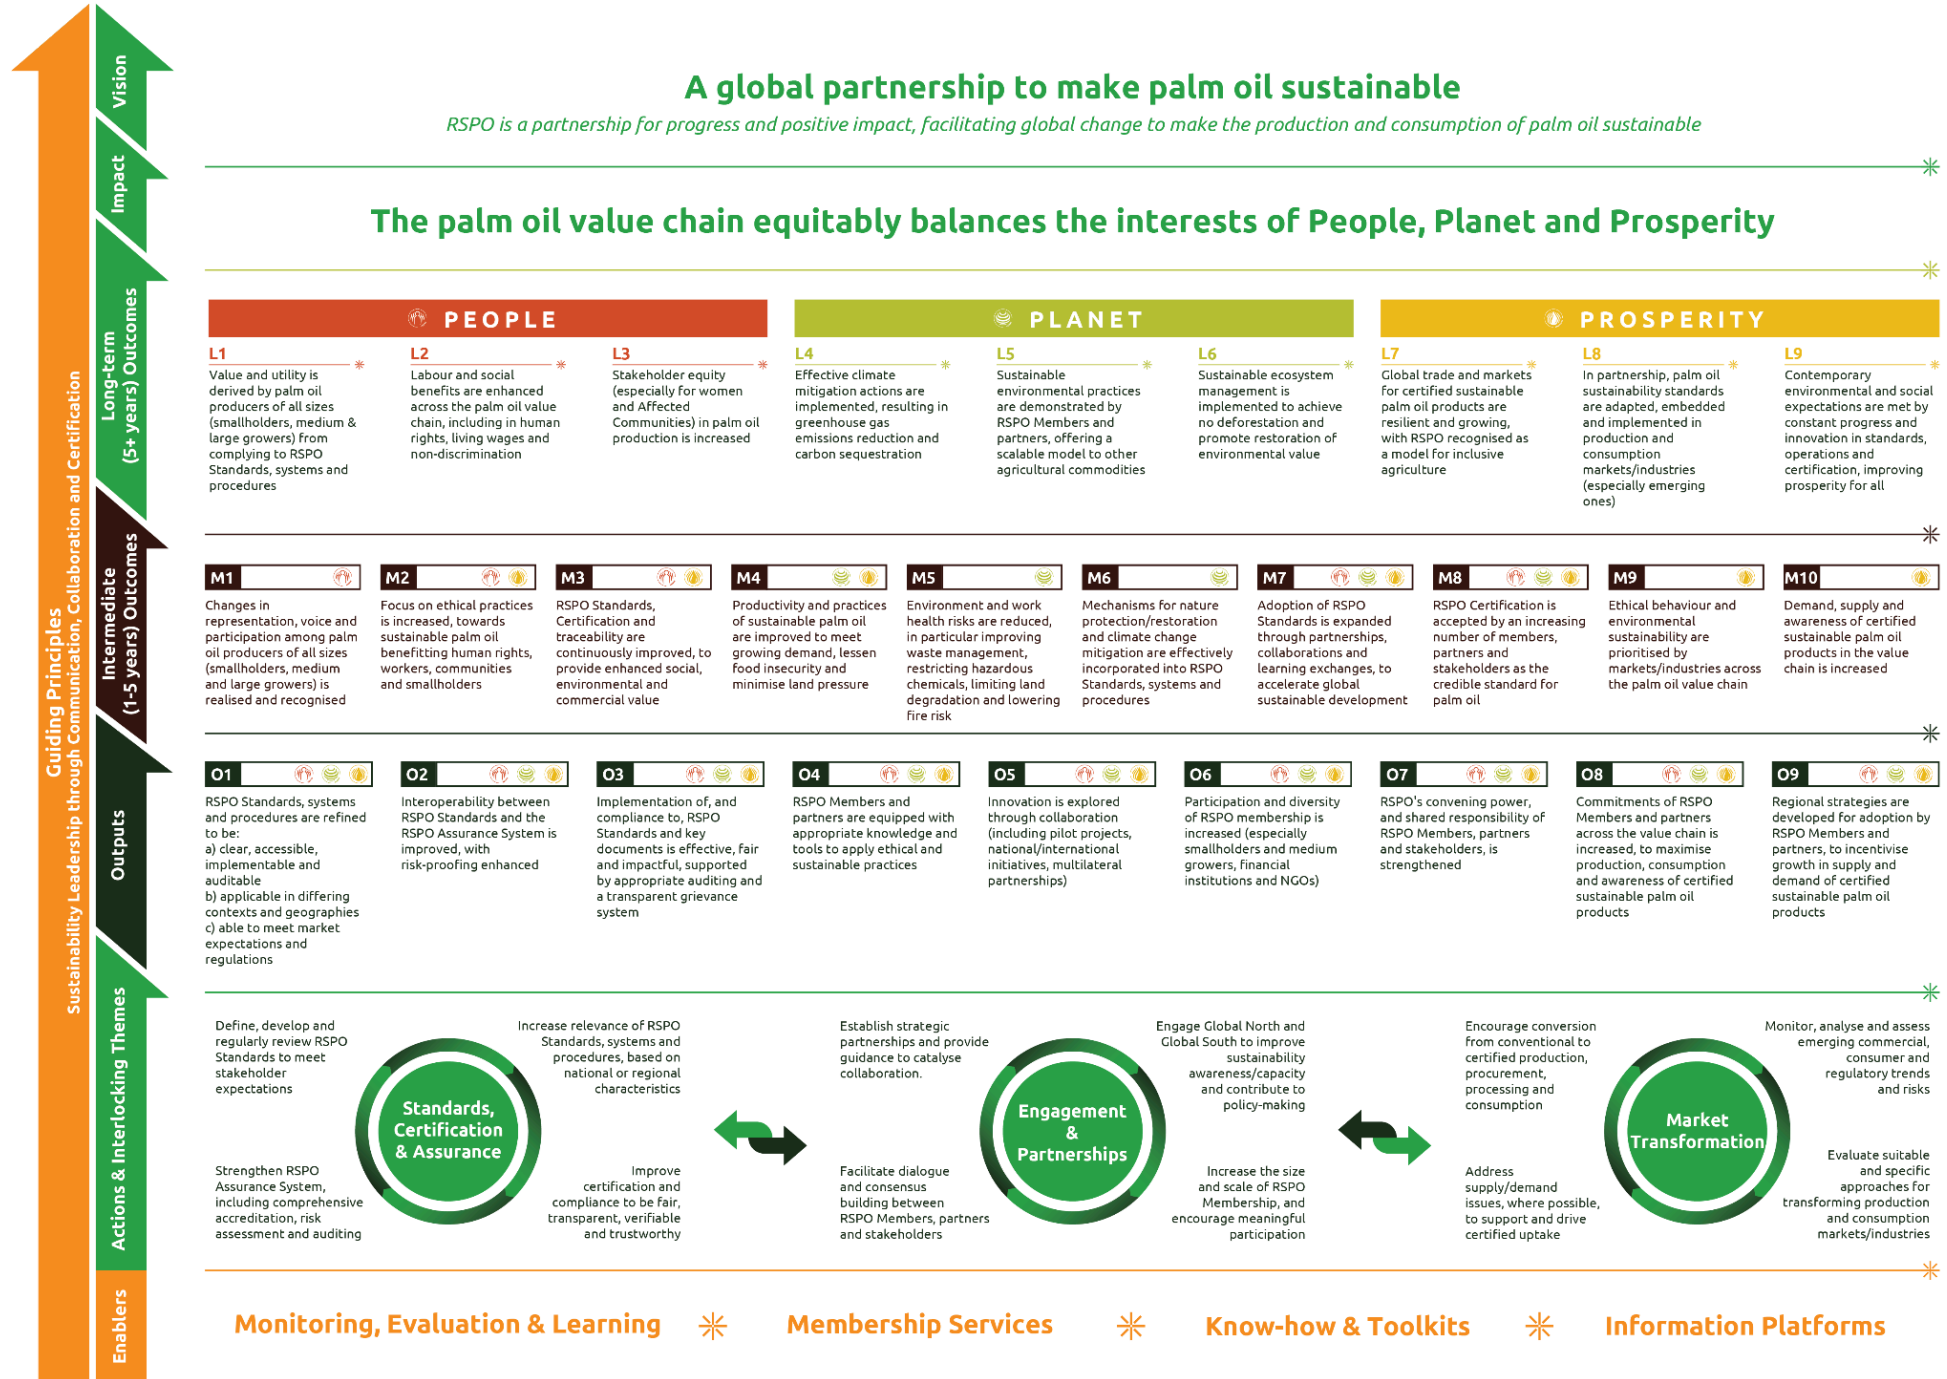 A global partnership to make palm oil sustainable
RSPO is a partnership for progress and positive impact, facilitating global change to make the production and consumption of palm oil sustainable
The palm oil value chain equitably balances the interests of People, Planet and Prosperity
PEOPLE
L1
Value and utility is
derived by palm oil
producers of all sizes
(smallholders, medium &
large growers) from
complying to RSPO
Standards, systems and
procedures
L2
Labour and social
benefits are enhanced
across the palm oil value
chain, including in human
rights, living wages and
non-discrimination
L3
Stakeholder equity
(especially for women
and Affected
Communities) in palm oil
production is increased
PLANET
L4
Effective climate
mitigation actions are
implemented, resulting in
greenhouse gas
emissions reduction and
carbon sequestration
L5
Sustainable
environmental practices
are demonstrated by
RSPO Members and
partners, offering a
scalable model to other
agricultural commodities
L6
Sustainable ecosystem
management is
implemented to achieve
no deforestation and
promote restoration of
environmental value
PROSPERITY
L7
Global trade and markets
for certified sustainable
palm oil products are
resilient and growing,
with RSPO recognised as
a model for inclusive
agriculture
L8
In partnership, palm oil
sustainability standards
are adapted, embedded
and implemented in
production and
consumption
markets/industries
(especially emerging
ones)
L9
Contemporary
environmental and social
expectations are met by
constant progress and
innovation in standards,
operations and
certification, improving
prosperity for all
M1
Changes in
representation, voice and
participation among palm
oil producers of all sizes
(smallholders, medium
and large growers) is
realised and recognised
M2
Focus on ethical practices
is increased, towards
sustainable palm oil
benefitting human rights,
workers, communities
and smallholders
M3
RSPO Standards,
Certification and
traceability are
continuously improved, to
provide enhanced social,
environmental and
commercial value
M4
Productivity and practices
of sustainable palm oil
are improved to meet
growing demand, lessen
food insecurity and
minimise land pressure
M5
Environment and work
health risks are reduced,
in particular improving
waste management,
restricting hazardous
chemicals, limiting land
degradation and lowering
fire risk
M6
Mechanisms for nature
protection/restoration
and climate change
mitigation are effectively
incorporated into RSPO
Standards, systems and
procedures
M7
Adoption of RSPO
Standards is expanded
through partnerships,
collaborations and
learning exchanges, to
accelerate global
sustainable development
M8
RSPO Certification is
accepted by an increasing
number of members,
partners and
stakeholders as the
credible standard for
palm oil
M9
Ethical behaviour and
environmental
sustainability are
prioritised by
markets/industries across
the palm oil value chain
M10
Demand, supply and
awareness of certified
sustainable palm oil
products in the value
chain is increased
O1
RSPO Standards, systems
and procedures are refined
to be:
a) clear, accessible,
implementable and
auditable
b) applicable in differing
contexts and geographies
c) able to meet market
expectations and
regulations
O2
Interoperability between
RSPO Standards and the
RSPO Assurance System is
improved, with
risk-proofing enhanced
O3
Implementation of, and
compliance to, RSPO
Standards and key
documents is effective, fair
and impactful, supported
by appropriate auditing and
a transparent grievance
system
O4
RSPO Members and
partners are equipped with
appropriate knowledge and
tools to apply ethical and
sustainable practices
O5
Innovation is explored
through collaboration
(including pilot projects,
national/international
initiatives, multilateral
partnerships)
O6
Participation and diversity
of RSPO membership is
increased (especially
smallholders and medium
growers, financial
institutions and NGOs)
O7
RSPO's convening power,
and shared responsibility of
RSPO Members, partners
and stakeholders, is
strengthened
O8
Commitments of RSPO
Members and partners
across the value chain is
increased, to maximise
production, consumption
and awareness of certified
sustainable palm oil
products
O9
Regional strategies are
developed for adoption by
RSPO Members and
partners, to incentivise
growth in supply and
demand of certified
sustainable palm oil
products
Define, develop and
regularly review RSPO
Standards to meet
stakeholder
expectations
Increase relevance of RSPO
Standards, systems and
procedures, based on
national or regional
characteristics
Standards,
Certification
& Assurance
Strengthen RSPO
Assurance System,
including comprehensive
accreditation, risk
assessment and auditing
Improve
certification and
compliance to be fair,
transparent, verifiable
and trustworthy
Establish strategic
partnerships and provide
guidance to catalyse
collaboration.
Engage Global North and
Global South to improve
sustainability
awareness/capacity
and contribute to
policy-making
Engagement
&
Partnerships
Facilitate dialogue
and consensus
building between
RSPO Members, partners
and stakeholders
Increase the size
and scale of RSPO
Membership, and
encourage meaningful
participation
Encourage conversion
from conventional to
certified production,
procurement,
processing and
consumption
Monitor, analyse and assess
emerging commercial,
consumer and
regulatory trends
and risks
Market
Transformation
Address
supply/demand
issues, where possible,
to support and drive
certified uptake
Evaluate suitable
and specific
approaches for
transforming production
and consumption
markets/industries
Monitoring, Evaluation & Learning
Membership Services
Know-how & Toolkits
Information Platforms
Vision
Impact
Long-term
(5+ years) Outcomes
Intermediate
(1-5 years) Outcomes
Outputs
Actions & Interlocking Themes
Enablers
Guiding Principles
Sustainability Leadership through Communication, Collaboration and Certification